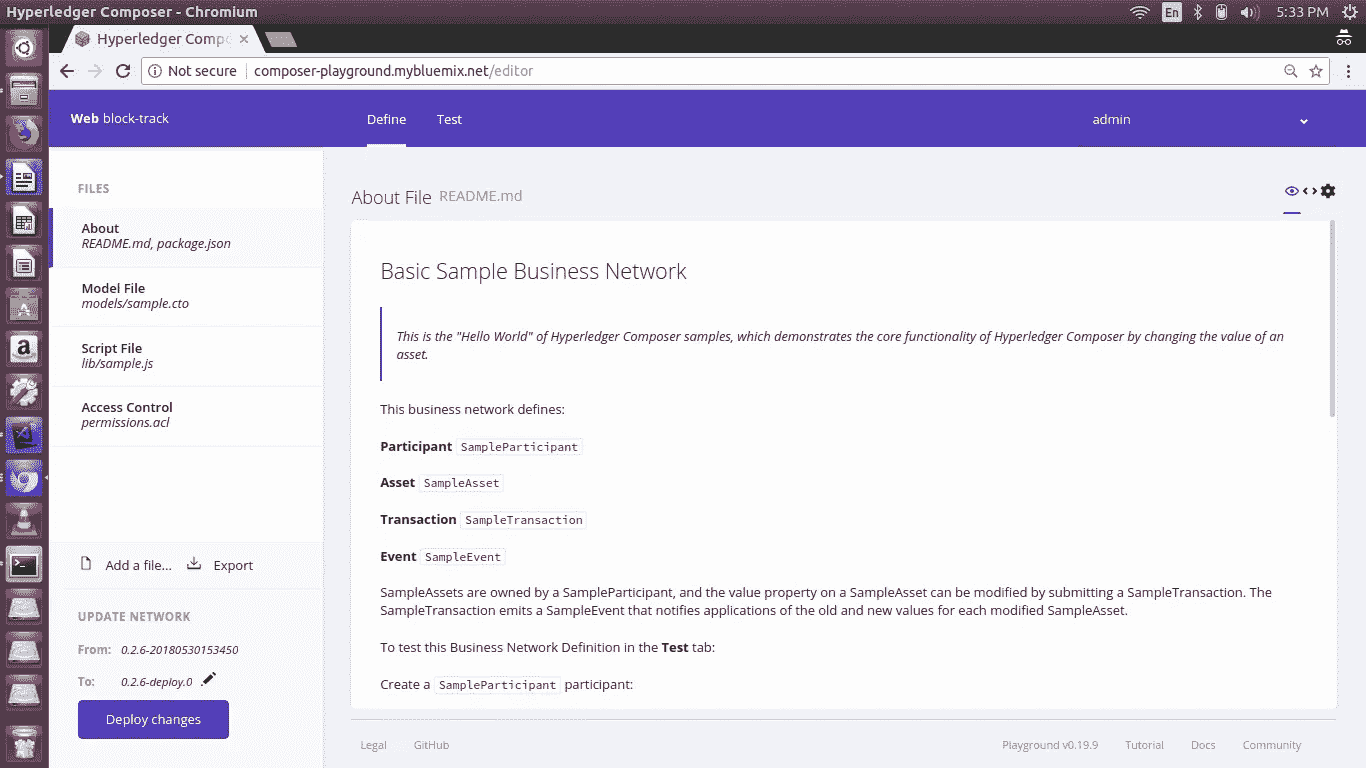 Hyperledger Composer - Chromium
En
5:33 PM
Hyperledger Compo
Not secure
composer-playground.mybluemix.net/editor
Web block-track
Define
Test
admin
FILES
About
README.md, package.json
Model File
models/sample.cto
Script File
lib/sample.js
Access Control
permissions.acl
Add a file...
Export
UPDATE NETWORK
From: 0.2.6-20180530153450
To: 0.2.6-deploy.0
Deploy changes
About File README.md
Basic Sample Business Network
This is the "Hello World" of Hyperledger Composer samples, which demonstrates the core functionality of Hyperledger Composer by changing the value of an
asset.
This business network defines:
Participant SampleParticipant
Asset SampleAsset
Transaction SampleTransaction
Event SampleEvent
SampleAssets are owned by a SampleParticipant, and the value property on a SampleAsset can be modified by submitting a SampleTransaction. The
SampleTransaction emits a SampleEvent that notifies applications of the old and new values for each modified SampleAsset.
To test this Business Network Definition in the Test tab:
Create a SampleParticipant participant:
Legal
GitHub
Playground v0.19.9
Tutorial
Docs
Community